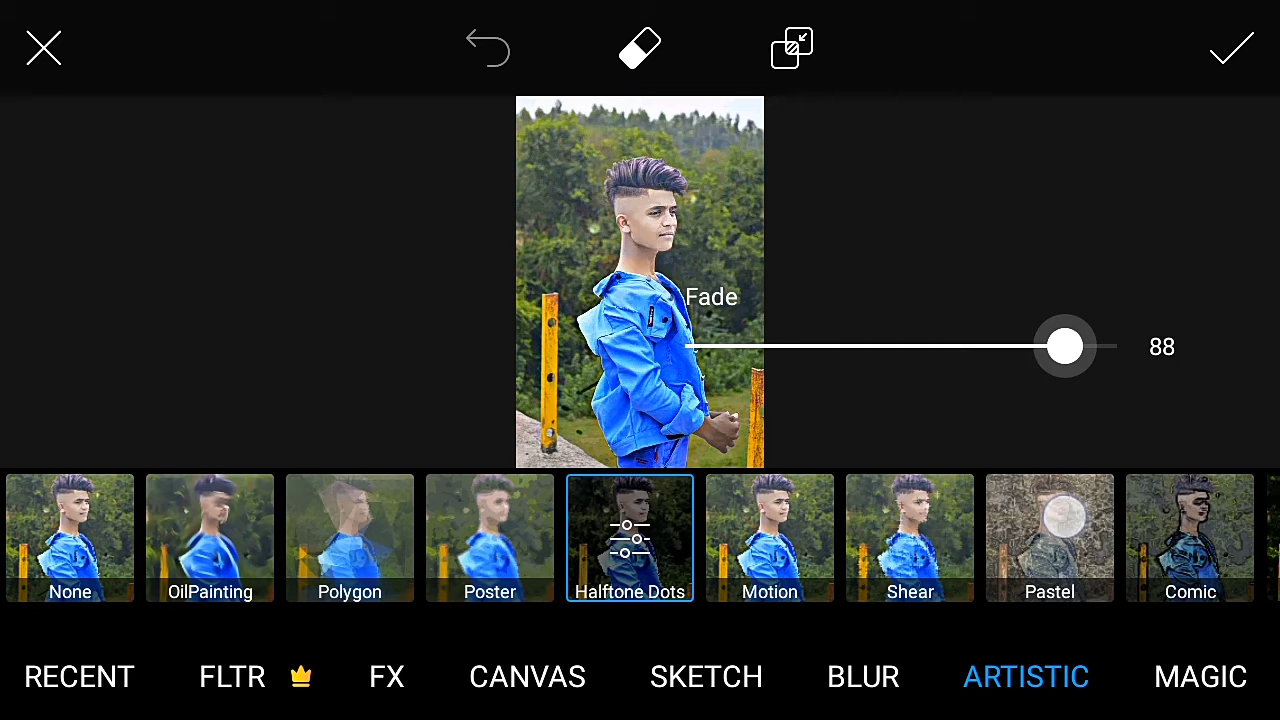 Fade
88
None
OilPainting
Polygon
Poster
Halftone Dots
Motion
Shear
Pastel
Comic
RECENT
FLTR
FX
CANVAS
SKETCH
BLUR
ARTISTIC
MAGIC